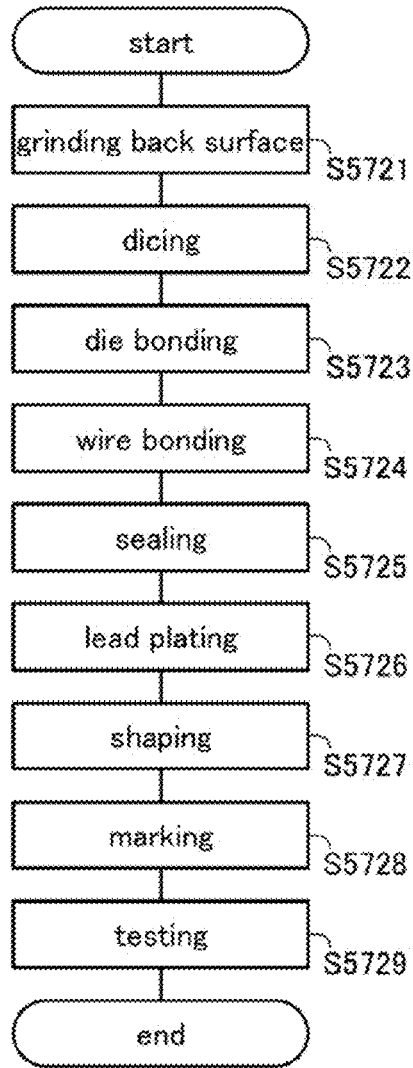 start
grinding back surface
S5721
dicing
S5722
die bonding
S5723
wire bonding
S5724
sealing
S5725
lead plating
S5726
shaping
S5727
marking
S5728
testing
S5729
end